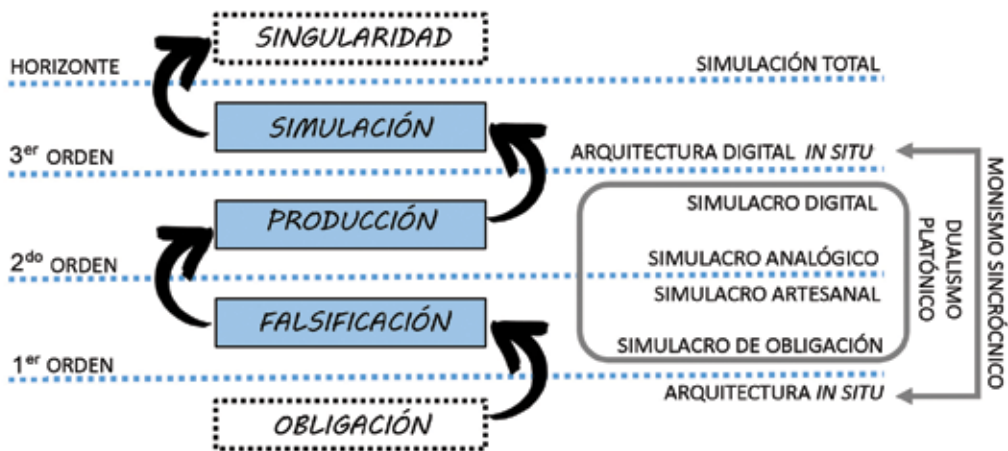 SINGULARIDAD
HORIZONTE
SIMULACIÓN TOTAL
SIMULACIÓN
3er ORDEN
ARQUITECTURA DIGITAL IN SITU
PRODUCCIÓN
SIMULACRO DIGITAL
2do ORDEN
SIMULACRO ANALÓGICO
SIMULACRO ARTESANAL
FALSIFICACIÓN
SIMULACRO DE OBLIGACIÓN
1er ORDEN
ARQUITECTURA IN SITU
OBLIGACIÓN
DUALISMO
PLATÓNICO
MONISMO SINCRÓCNICO